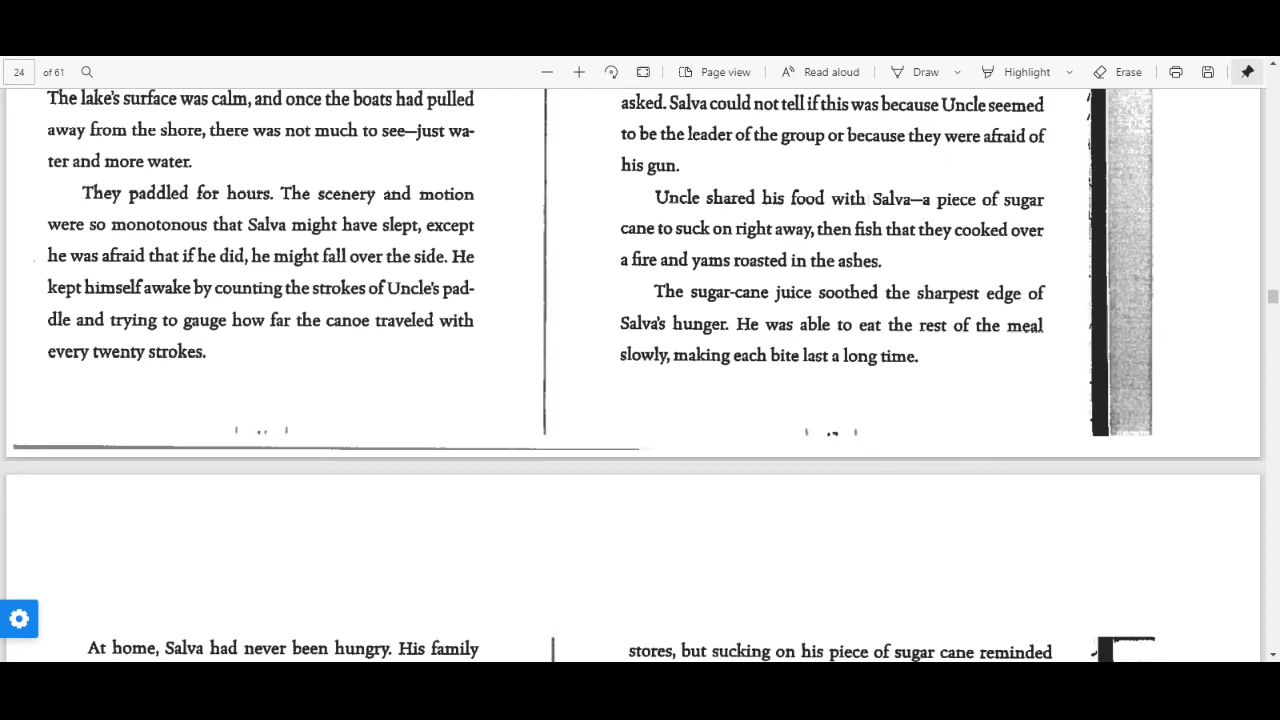 24 of 61
Page view
Read aloud
Draw
Highlight
Erase
The lake's surface was calm, and once the boats had pulled
away from the shore, there was not much to see—just wa-
ter and more water.
They paddled for hours. The scenery and motion
were so monotonous that Salva might have slept, except
he was afraid that if he did, he might fall over the side. He
kept himself awake by counting the strokes of Uncle's pad-
dle and trying to gauge how far the canoe traveled with
every twenty strokes.
asked. Salva could not tell if this was because Uncle seemed
to be the leader of the group or because they were afraid of
his gun.
Uncle shared his food with Salva—a piece of sugar
cane to suck on right away, then fish that they cooked over
a fire and yams roasted in the ashes.
The sugar-cane juice soothed the sharpest edge of
Salva's hunger. He was able to eat the rest of the meal
slowly, making each bite last a long time.
At home, Salva had never been hungry. His family
stores, but sucking on his piece of sugar cane reminded